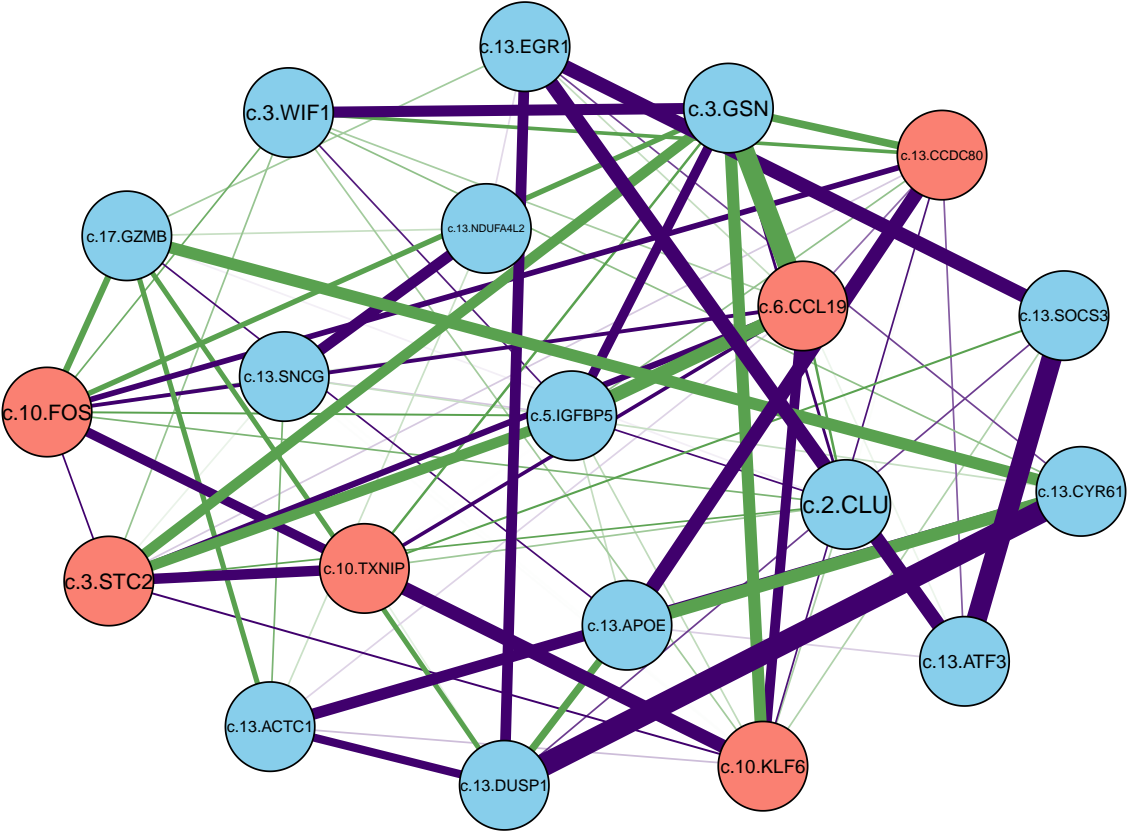 c.13.EGR1
c.3.WIF1
c.3.GSN
c.13.CCDC80
c.17.GZMB
c.13.NDUFA4L2
c.6.CCL19
c.13.SOCS3
c.13.SNCG
c.10.FOS
c.5.IGFBP5
c.2.CLU
c.13.CYR61
c.3.STC2
c.10.TXNIP
c.13.APOE
c.13.ATF3
c.13.ACTC1
c.10.KLF6
c.13.DUSP1